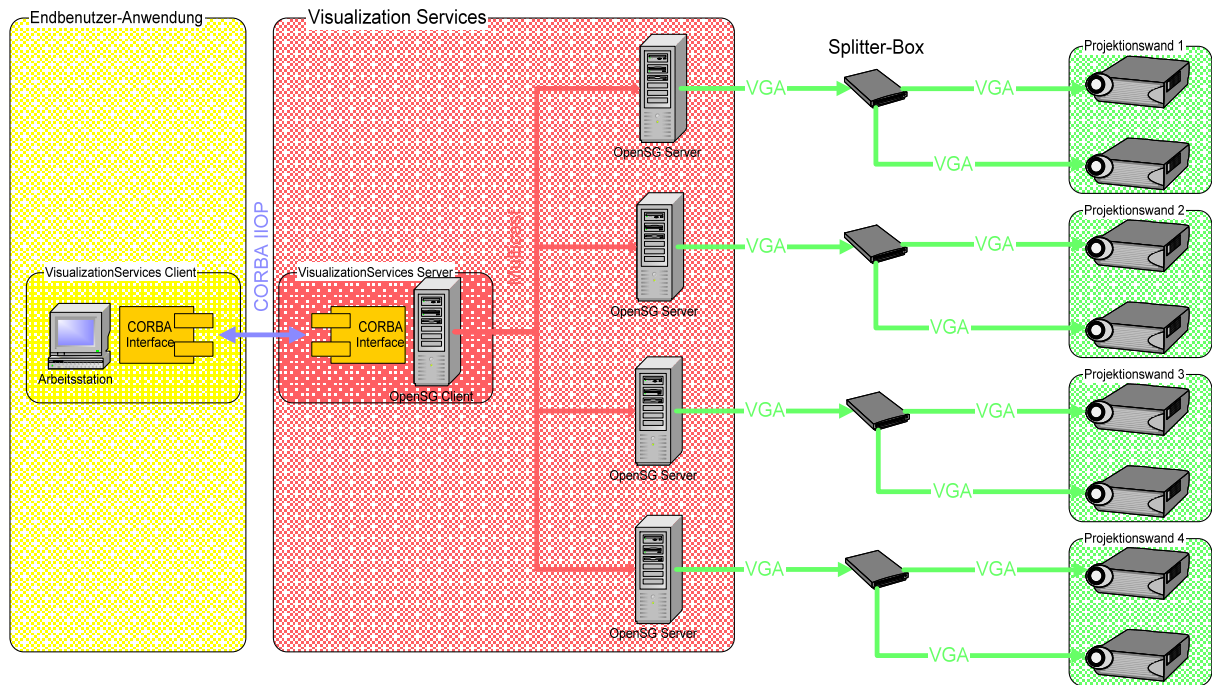 Endbenutzer-Anwendung
Visualization Services
Splitter-Box
Projektionswand 1
VGA
VGA
VGA
OpenSG Server
Projektionswand 2
VGA
VGA
VGA
OpenSG Server
CORBA IIOP
Multicast
VisualizationServices Client
CORBA
Interface
Arbeitsstation
VisualizationServices Server
CORBA
Interface
OpenSG Client
Projektionswand 3
VGA
VGA
VGA
OpenSG Server
Projektionswand 4
VGA
VGA
VGA
OpenSG Server